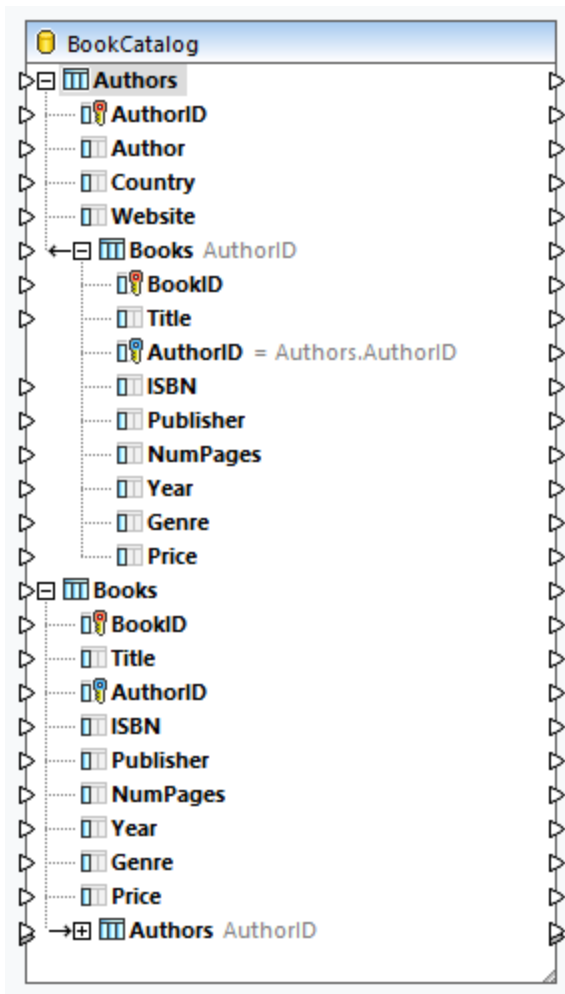 BookCatalog
Authors
AuthorID
Author
Country
Website
Books AuthorID
BookID
Title
AuthorID = Authors.AuthorID
ISBN
Publisher
NumPages
Year
Genre
Price
Books
BookID
Title
AuthorID
ISBN
Publisher
NumPages
Year
Genre
Price
Authors AuthorID